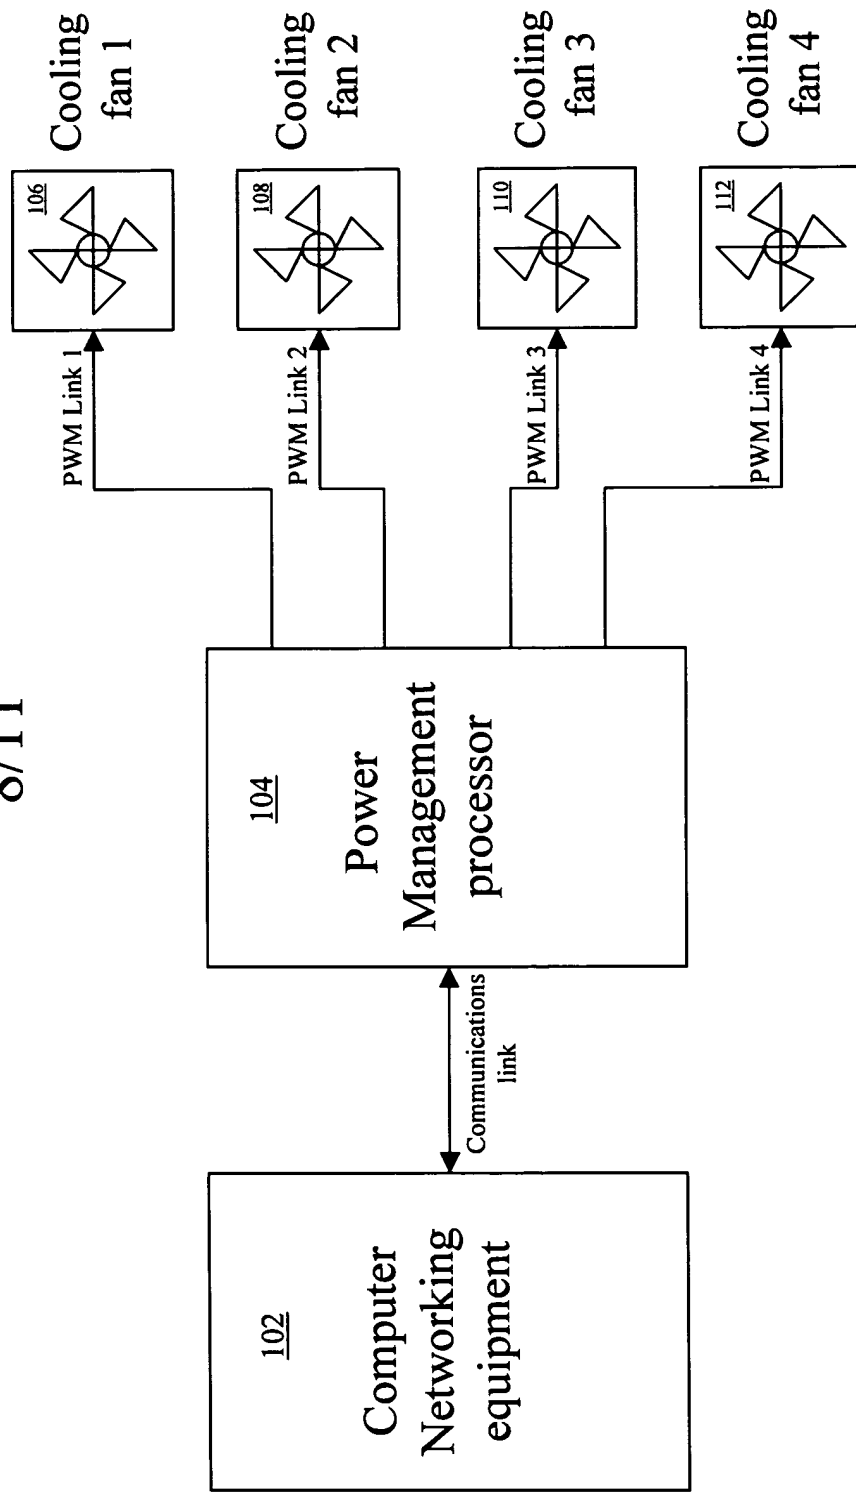 102
Computer
Networking
equipment
Communications
link
104
Power
Management
processor
PWM Link 1
106
Cooling
fan 1
PWM Link 2
108
Cooling
fan 2
PWM Link 3
110
Cooling
fan 3
PWM Link 4
112
Cooling
fan 4